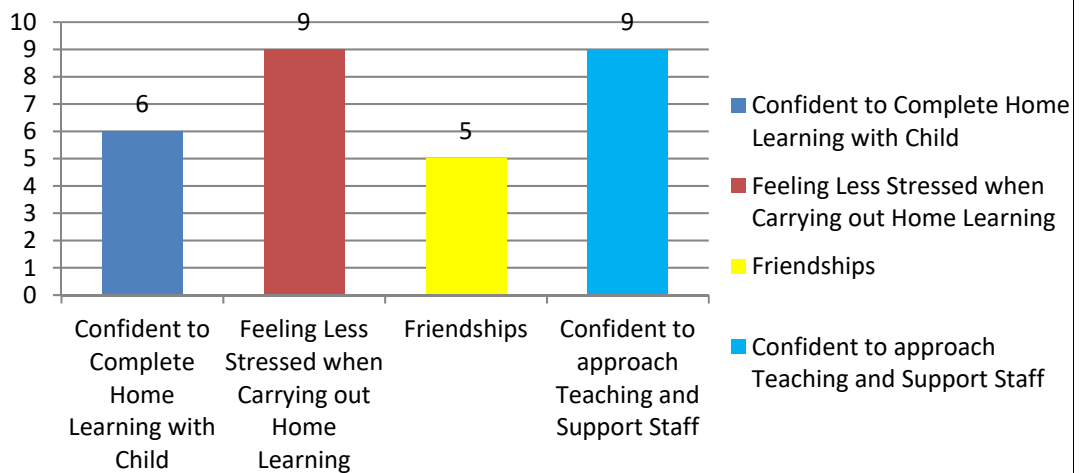 10
9
8
7
6
5
4
3
2
1
0
6
9
5
9
Confident to
Complete
Home
Learning with
Child
Feeling Less
Stressed when
Carrying out
Home
Learning
Friendships
Confident to
approach
Teaching and
Support Staff
Confident to Complete Home
Learning with Child
Feeling Less Stressed when
Carrying out Home Learning
Friendships
Confident to approach
Teaching and Support Staff